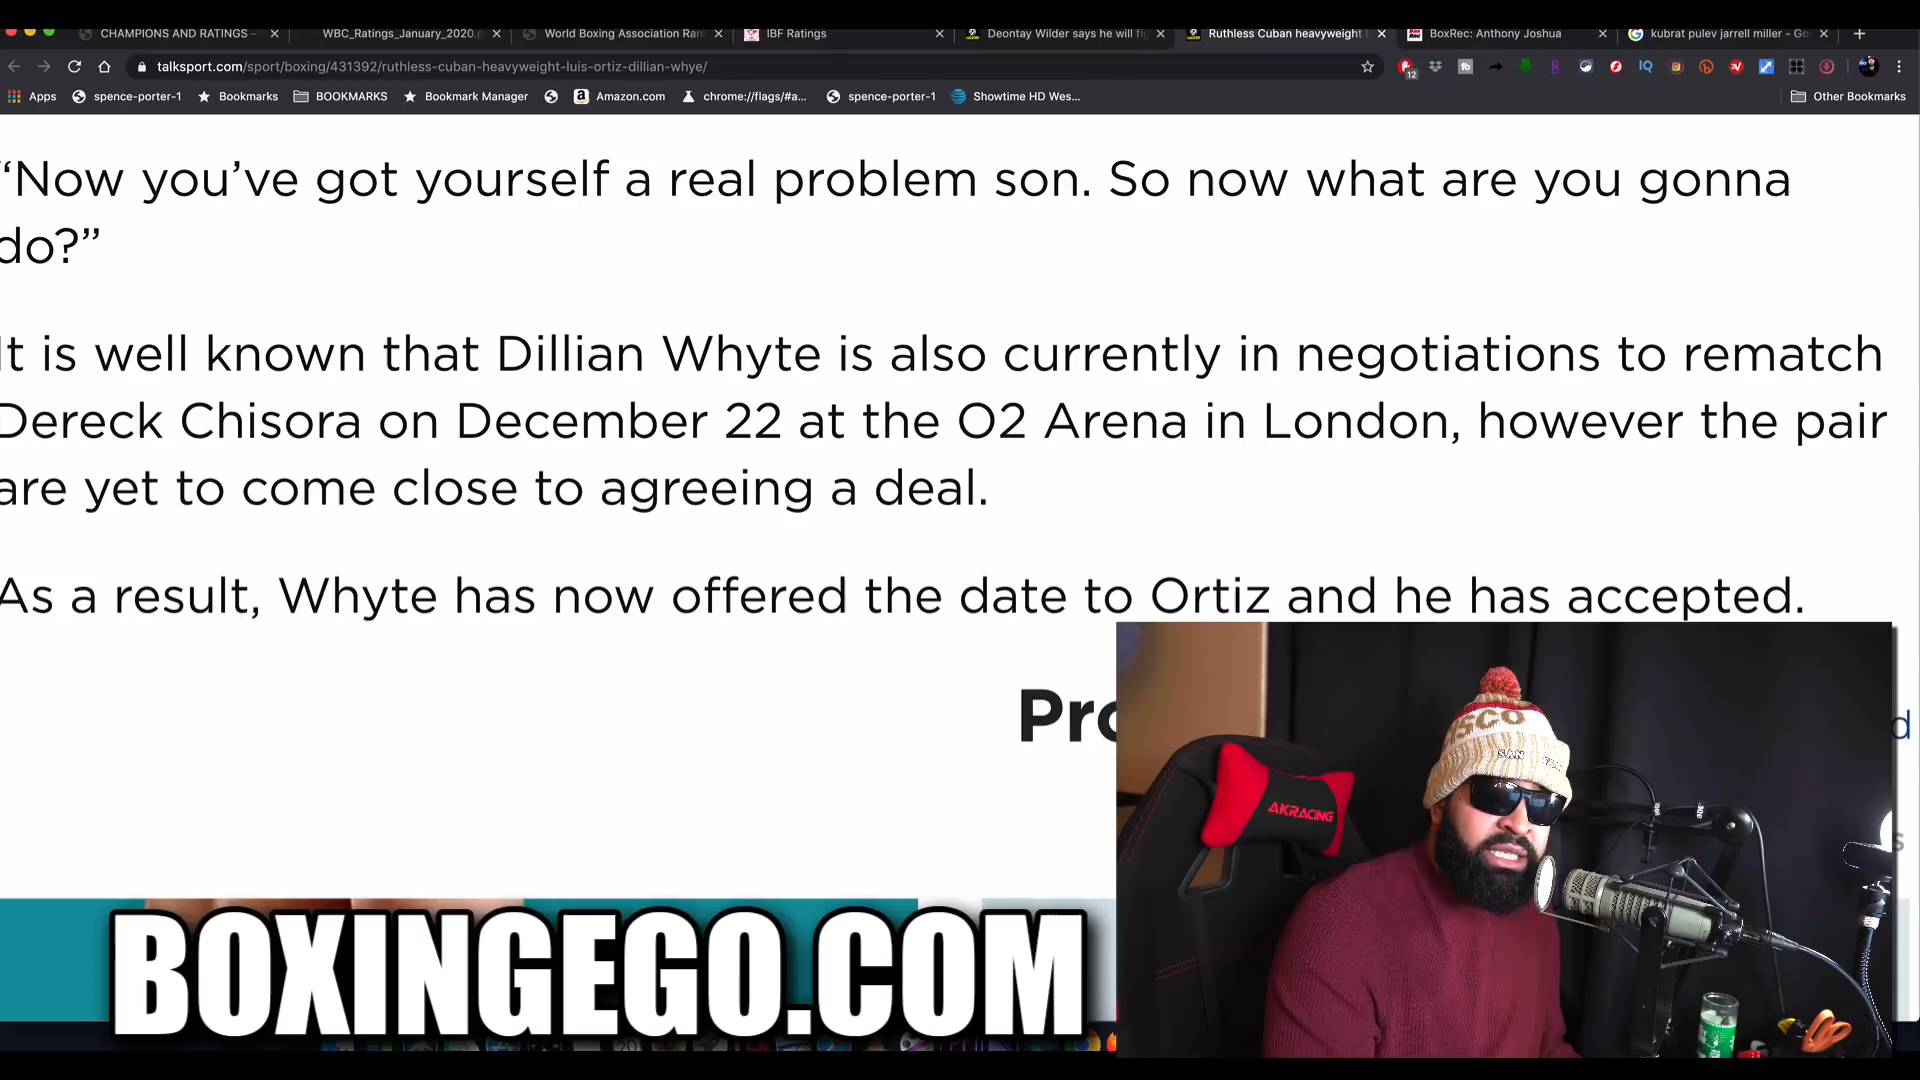 CHAMPIONS AND RATINGS –
WBC_Ratings_January_2020.p
World Boxing Association Ran
IBF Ratings
Deontay Wilder says he will fig
Ruthless Cuban heavyweight L
BoxRec: Anthony Joshua
kubrat pulev jarrell miller - Go
talksport.com/sport/boxing/431392/ruthless-cuban-heavyweight-luis-ortiz-dillian-whye/
12
IQ
Apps
spence-porter-1
Bookmarks
BOOKMARKS
Bookmark Manager
Amazon.com
chrome://flags/#a...
spence-porter-1
Showtime HD Wes...
Other Bookmarks
“Now you’ve got yourself a real problem son. So now what are you gonna
do?”
It is well known that Dillian Whyte is also currently in negotiations to rematch
Dereck Chisora on December 22 at the O2 Arena in London, however the pair
are yet to come close to agreeing a deal.
As a result, Whyte has now offered the date to Ortiz and he has accepted.
Pro
d
s
AKRACING
SAN
BOXINGEGO.COM